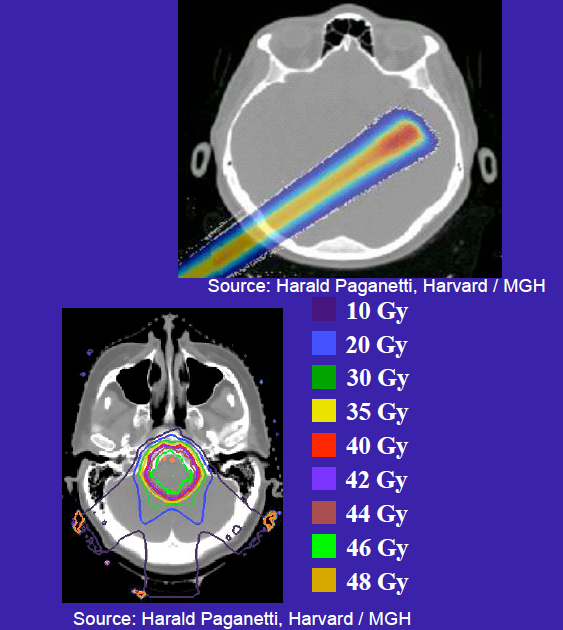 Source: Harald Paganetti, Harvard / MGH
10 Gy
20 Gy
30 Gy
35 Gy
40 Gy
42 Gy
44 Gy
46 Gy
48 Gy
Source: Harald Paganetti, Harvard / MGH